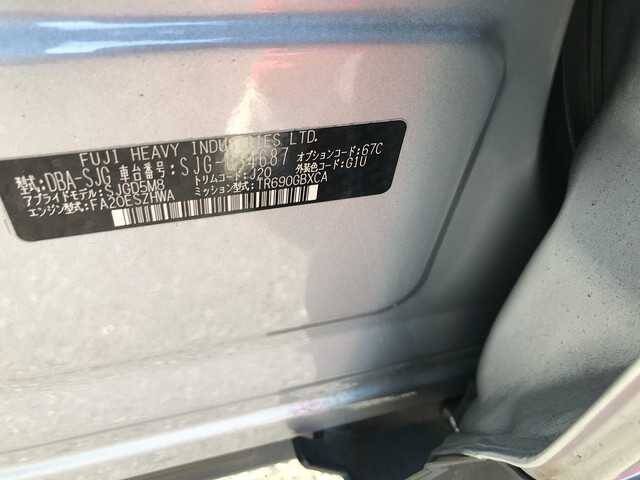 FUJI HEAVY INDUSTRIES LTD.
型式:DBA-SJG 車台番号:
アプライドモデル:SJGD5M8 トリムコード:J20 オプションコード:67C
エンジン型式:FA20ESZHWA ミッション型式:TR690GBXCA 外装色コード:G1U